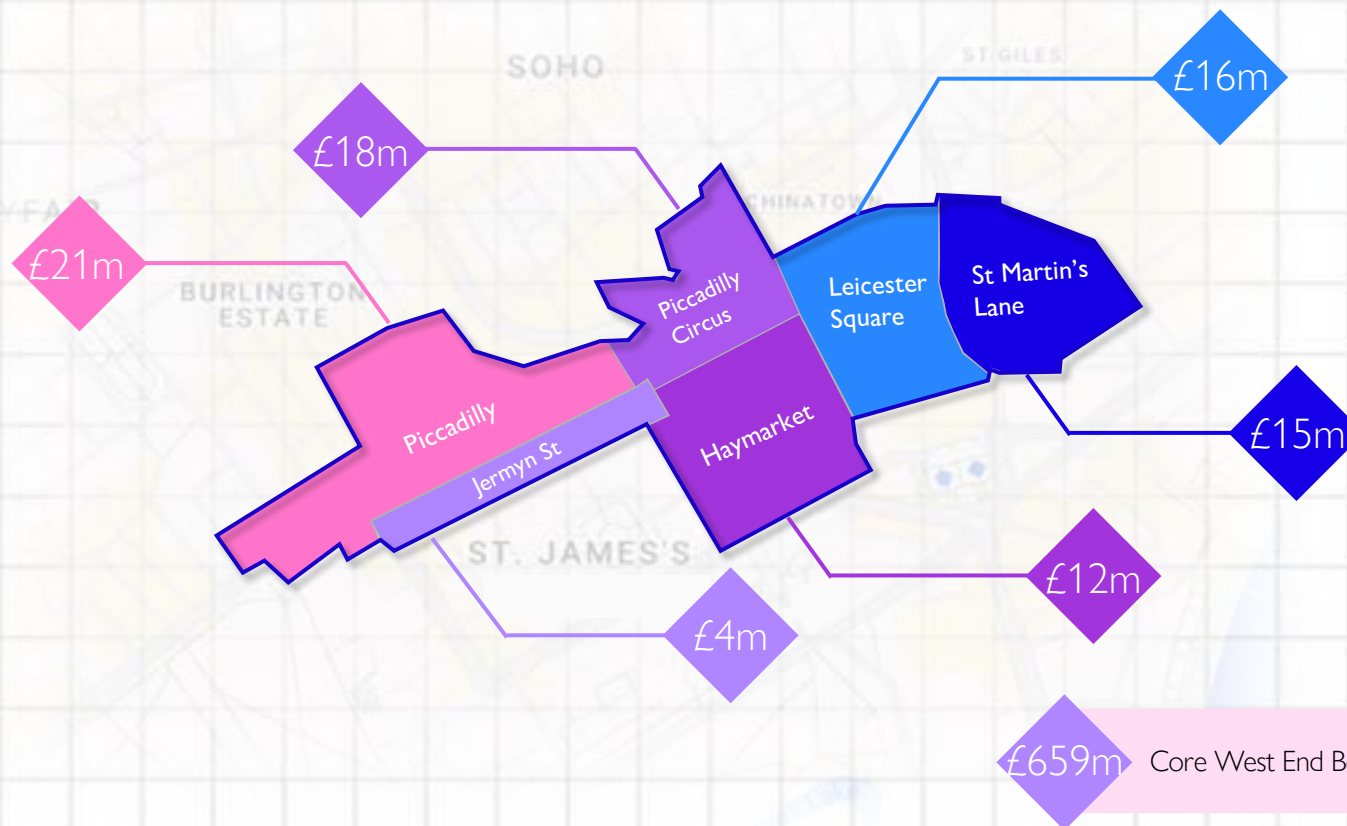 SOHO
ST GILES
£16m
£18m
CHINATOWN
£21m
BURLINGTON
ESTATE
Piccadilly
Circus
Leicester
Square
St Martin's
Lane
Piccadilly
Haymarket
Jermyn St
£15m
ST. JAMES'S
£12m
£4m
£659m
Core West End